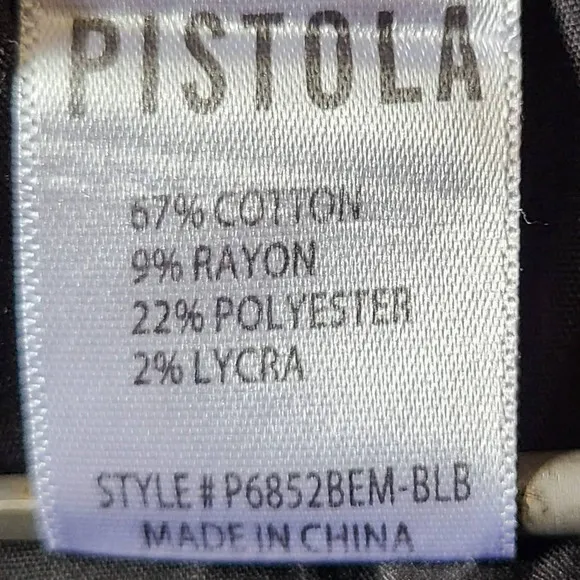 PISTOLA
67% COTTON
9% RAYON
22% POLYESTER
2% LYCRA
STYLE # P6852BEM-BLB
MADE IN CHINA